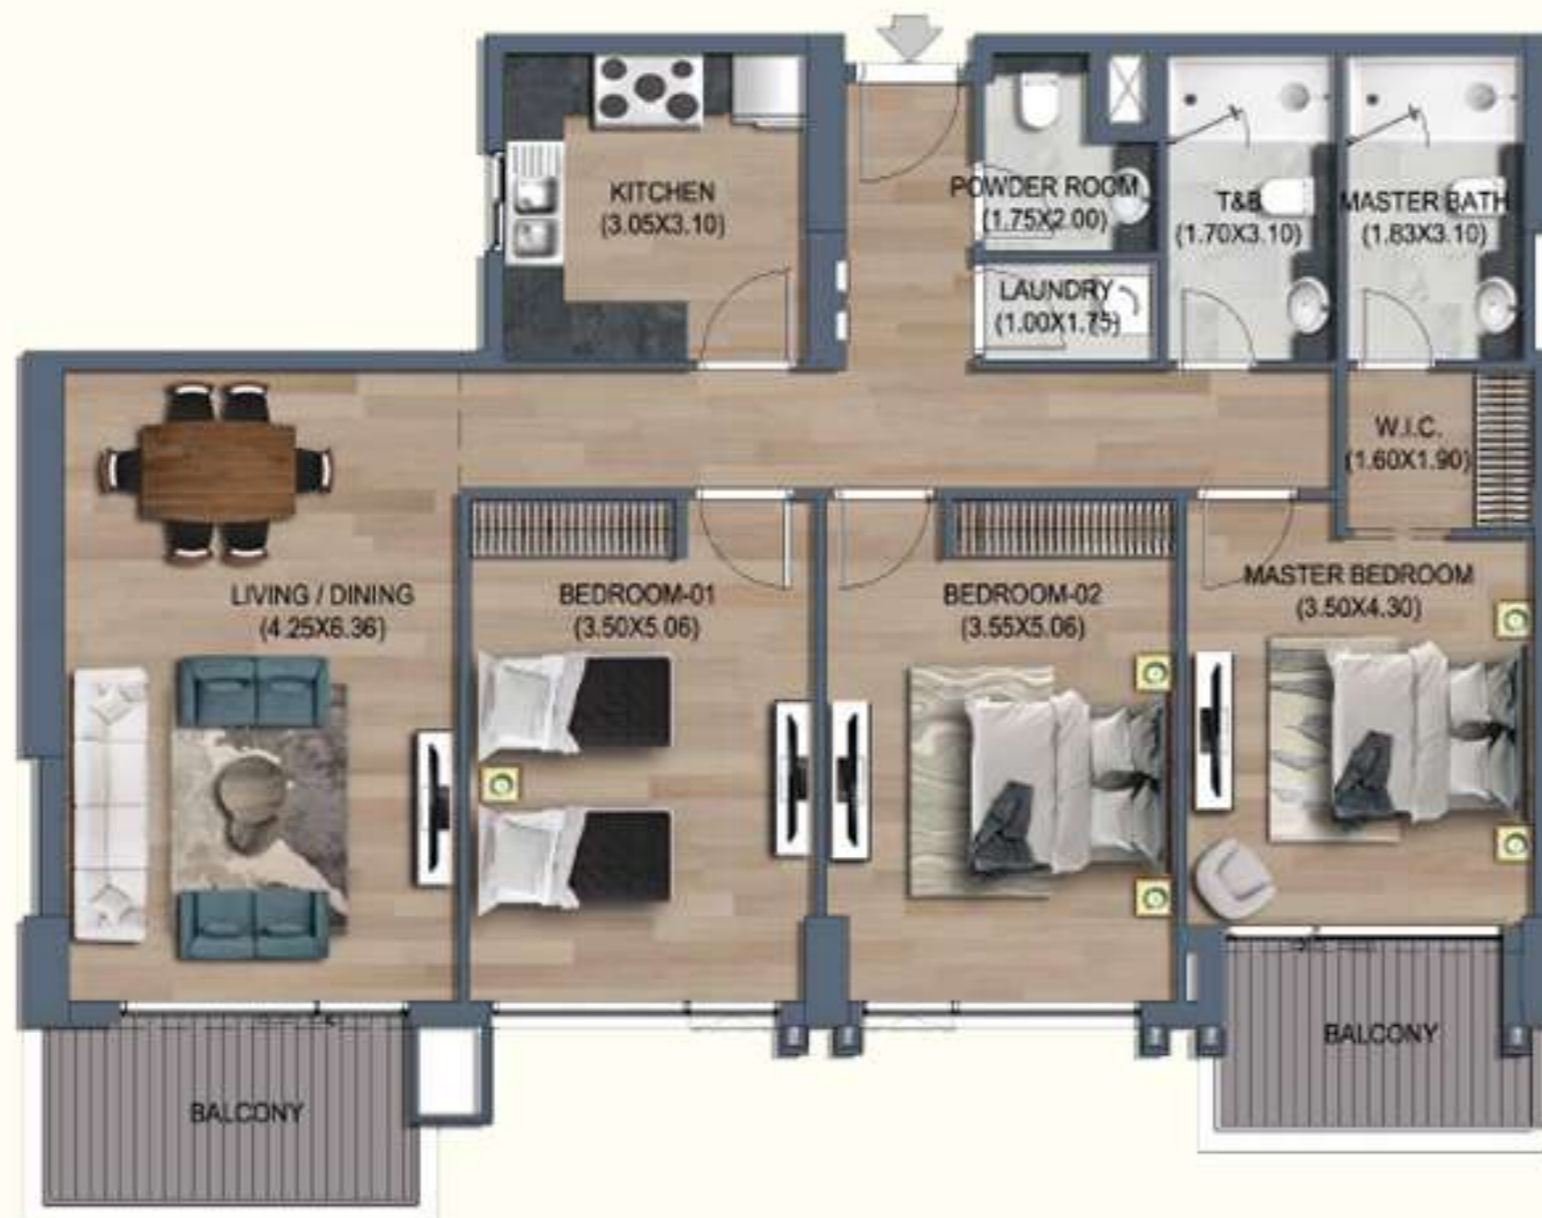 KITCHEN
(3.05X3.10)
POWDER ROOM
(1.75X2.00)
T&B
(1.70X3.10)
MASTER BATH
(1.83X3.10)
LAUNDRY
(1.00X1.75)
W.I.C.
(1.60X1.90)
LIVING / DINING
(4.25X6.36)
BEDROOM-01
(3.50X5.06)
BEDROOM-02
(3.55X5.06)
MASTER BEDROOM
(3.50X4.30)
BALCONY
BALCONY